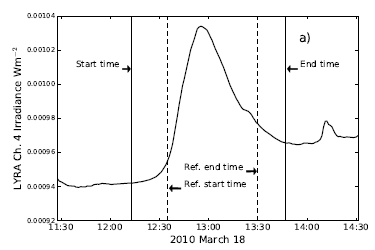 0.00104
0.00102
0.00100
0.00098
0.00096
0.00094
0.00092
LYRA Ch. 4 Irradiance Wm⁻²
a)
Start time
End time
Ref. end time
Ref. start time
11:30 12:00 12:30 13:00 13:30 14:00 14:30
2010 March 18